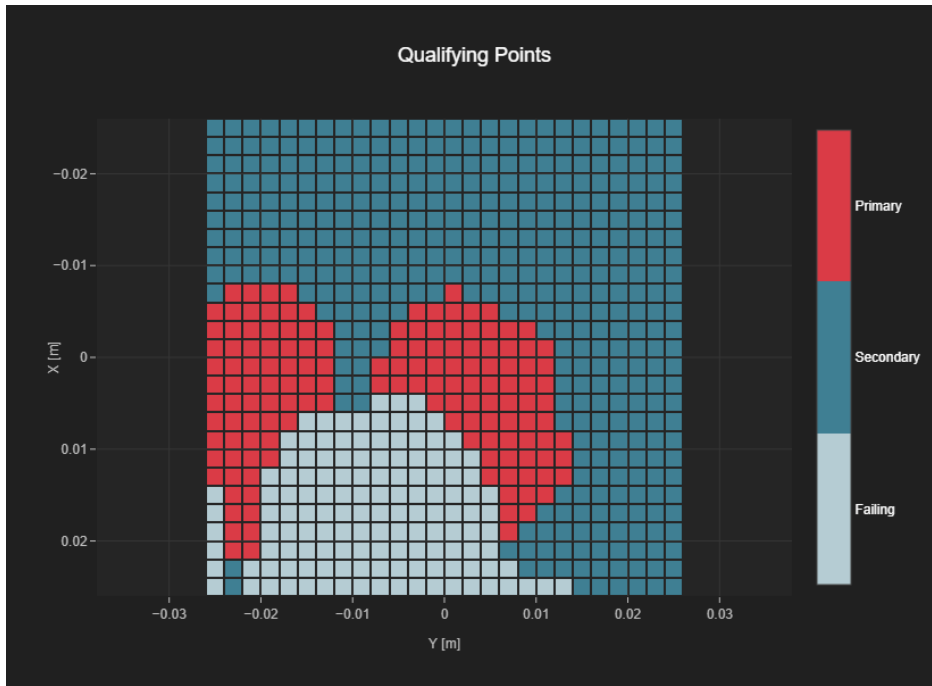 Qualifying Points
−0.02
−0.01
0
0.01
0.02
X [m]
−0.03
−0.02
−0.01
0
0.01
0.02
0.03
Y [m]
Primary
Secondary
Failing